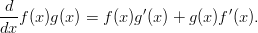 d/dx f(x)g(x) = f(x)g′(x) + g(x)f′(x).